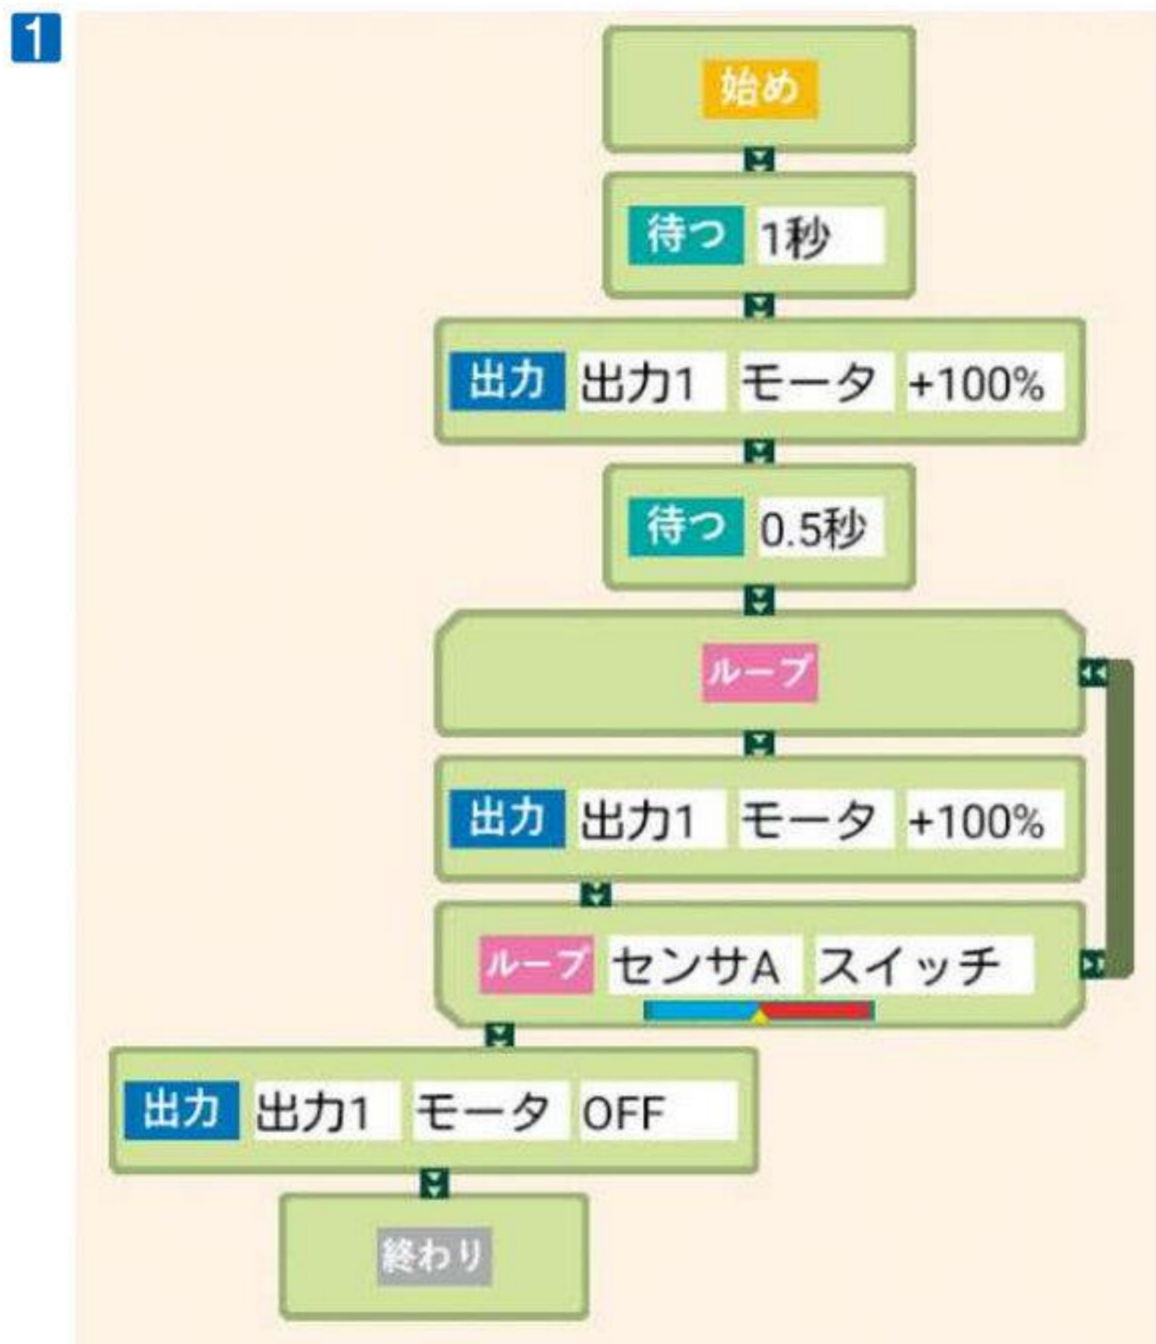 1
始め
待つ 1秒
出力 出力1 モータ +100%
待つ 0.5秒
ループ
出力 出力1 モータ +100%
ループ センサA スイッチ
出力 出力1 モータ OFF
終わり